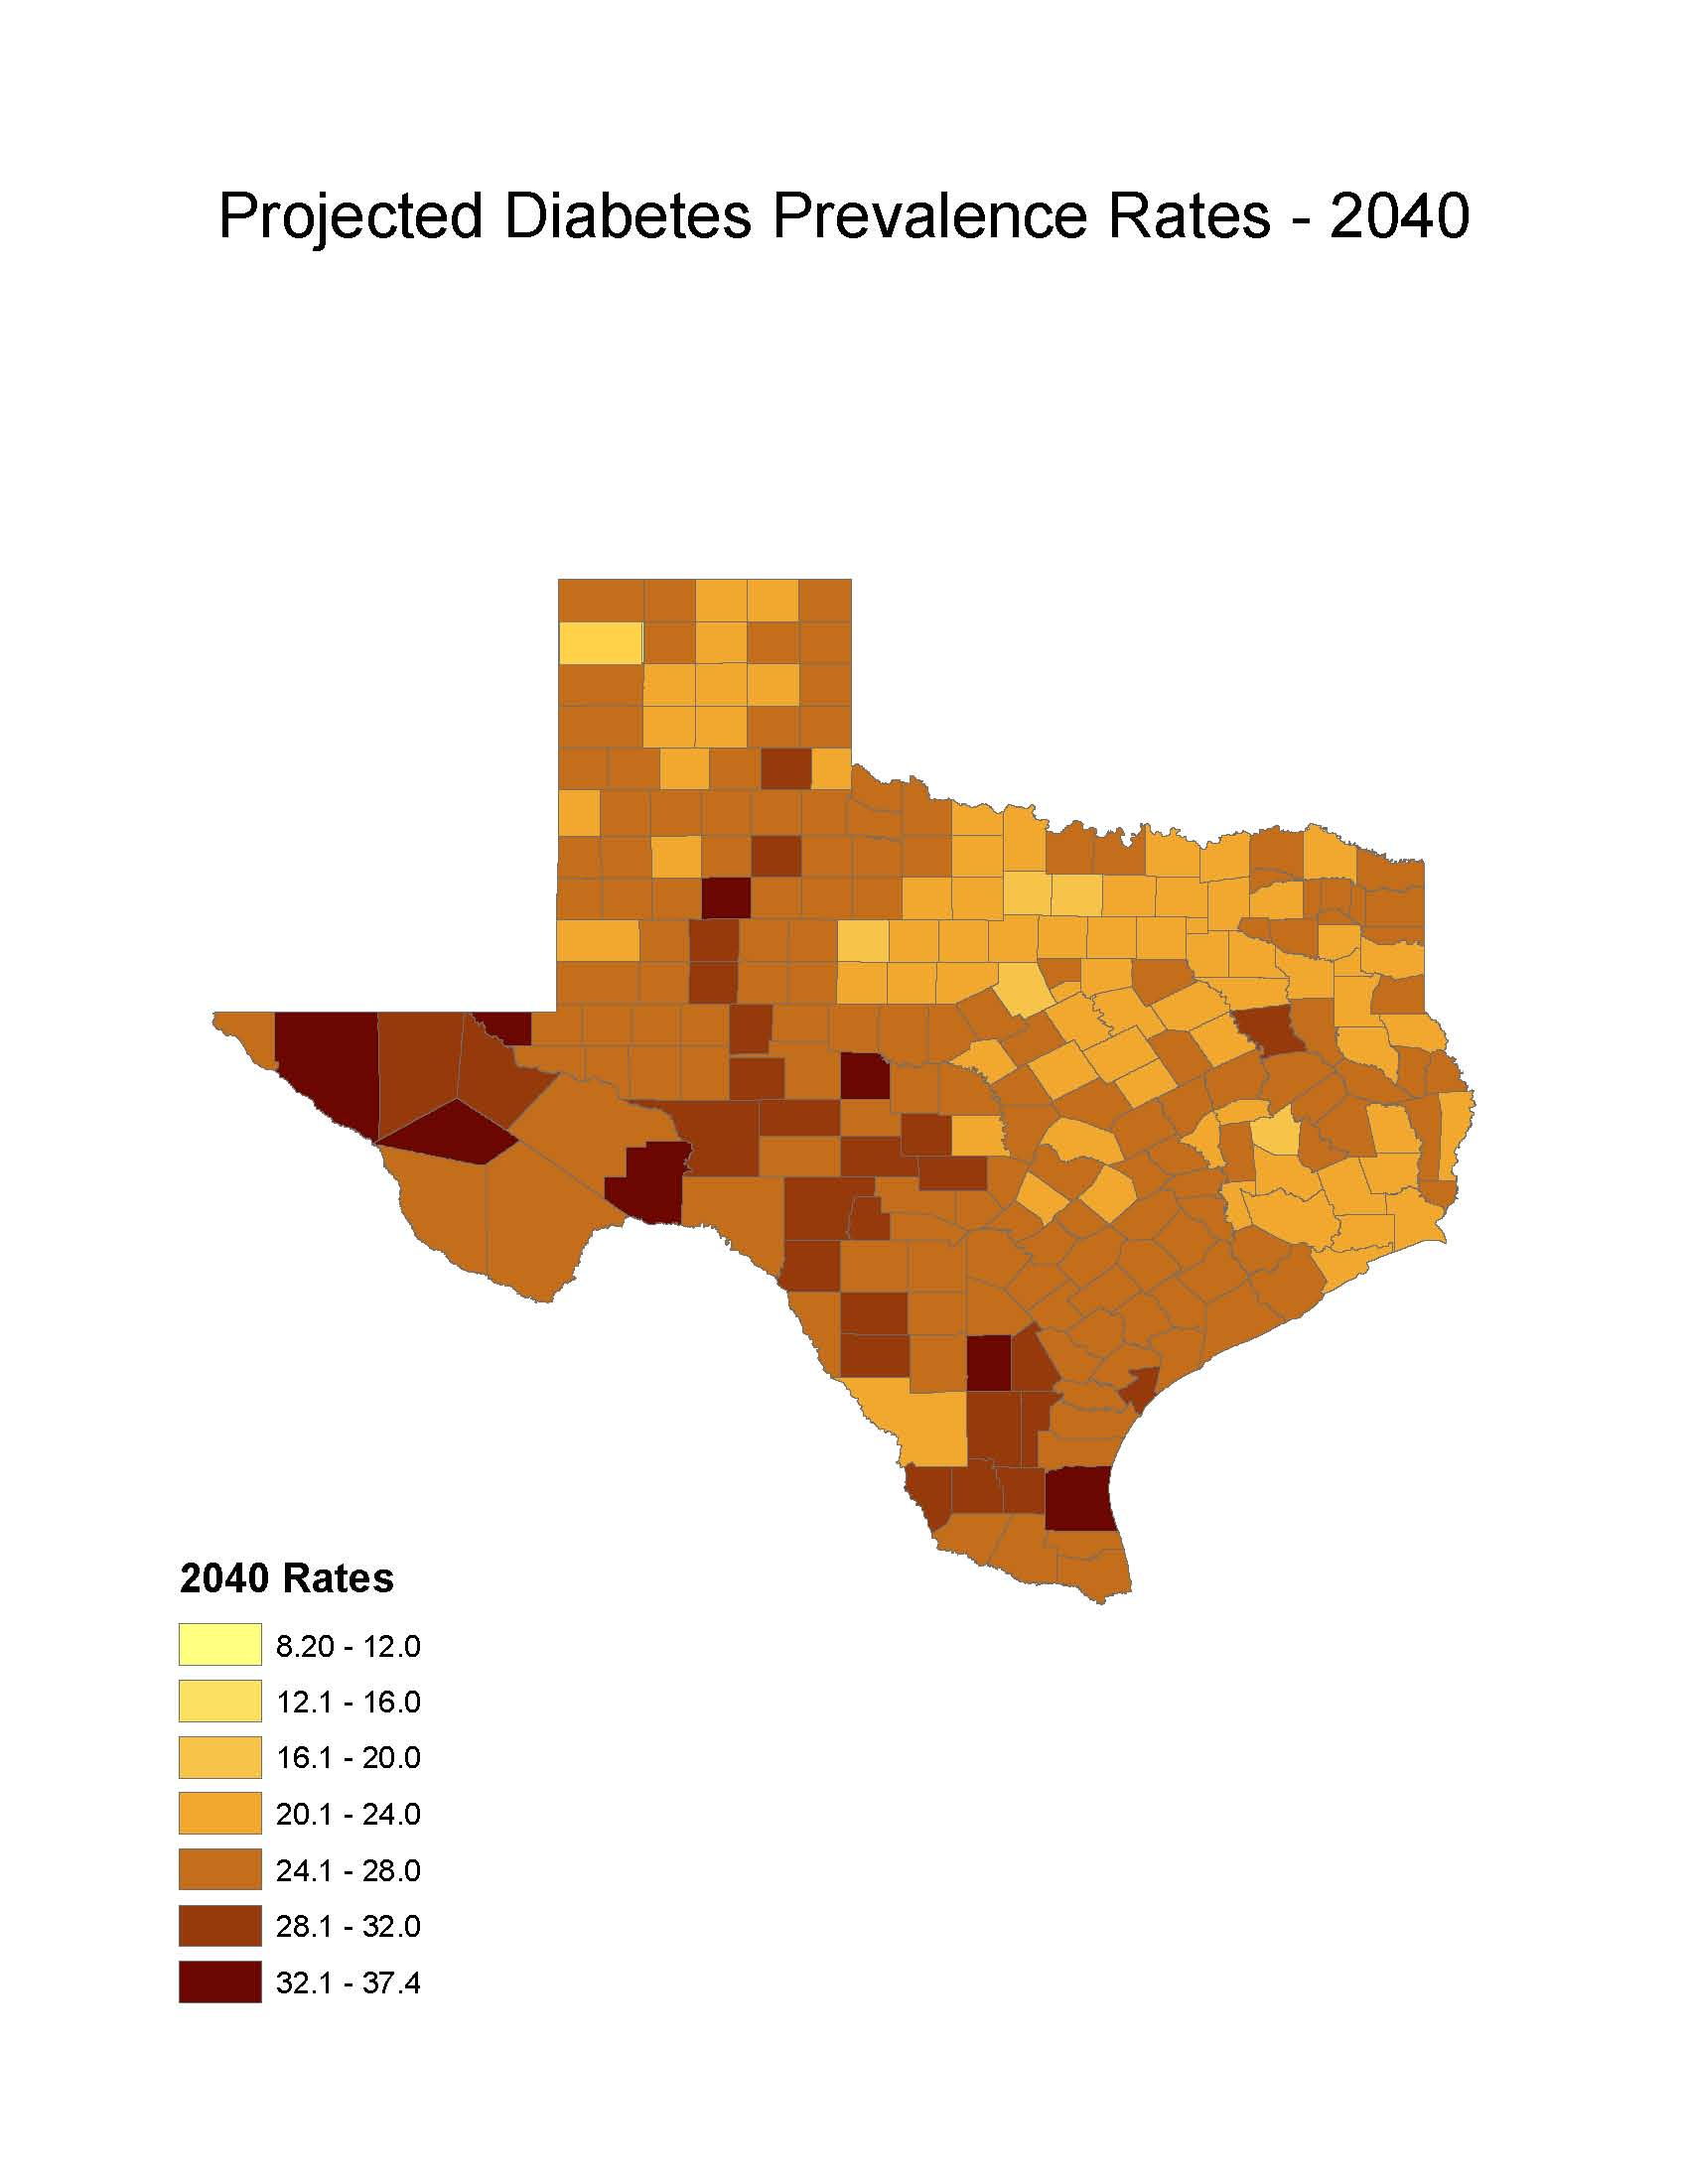 Projected Diabetes Prevalence Rates - 2040
2040 Rates
8.20 - 12.0
12.1 - 16.0
16.1 - 20.0
20.1 - 24.0
24.1 - 28.0
28.1 - 32.0
32.1 - 37.4